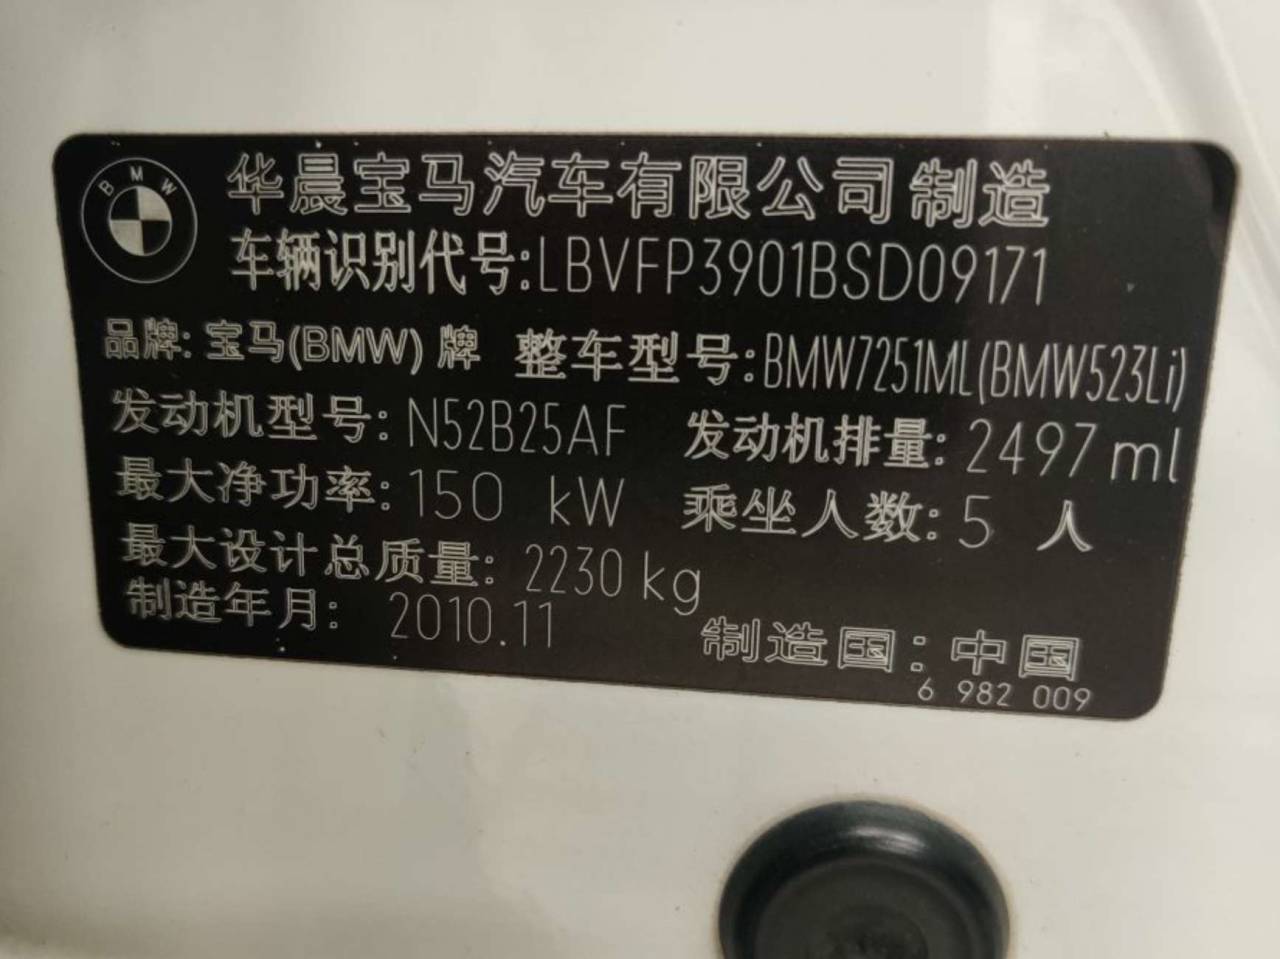 BMW
华晨宝马汽车有限公司制造
车辆识别代号:LBVFP3901BSD09171
品牌:宝马(BMW)牌 整车型号:BMW7251ML(BMW523Li)
发动机型号:N52B25AF 发动机排量:2497ml
最大净功率:150 kW 乘坐人数:5 人
最大设计总质量:2230kg
制造年月:2010.11
制造国:中国
6 982 009